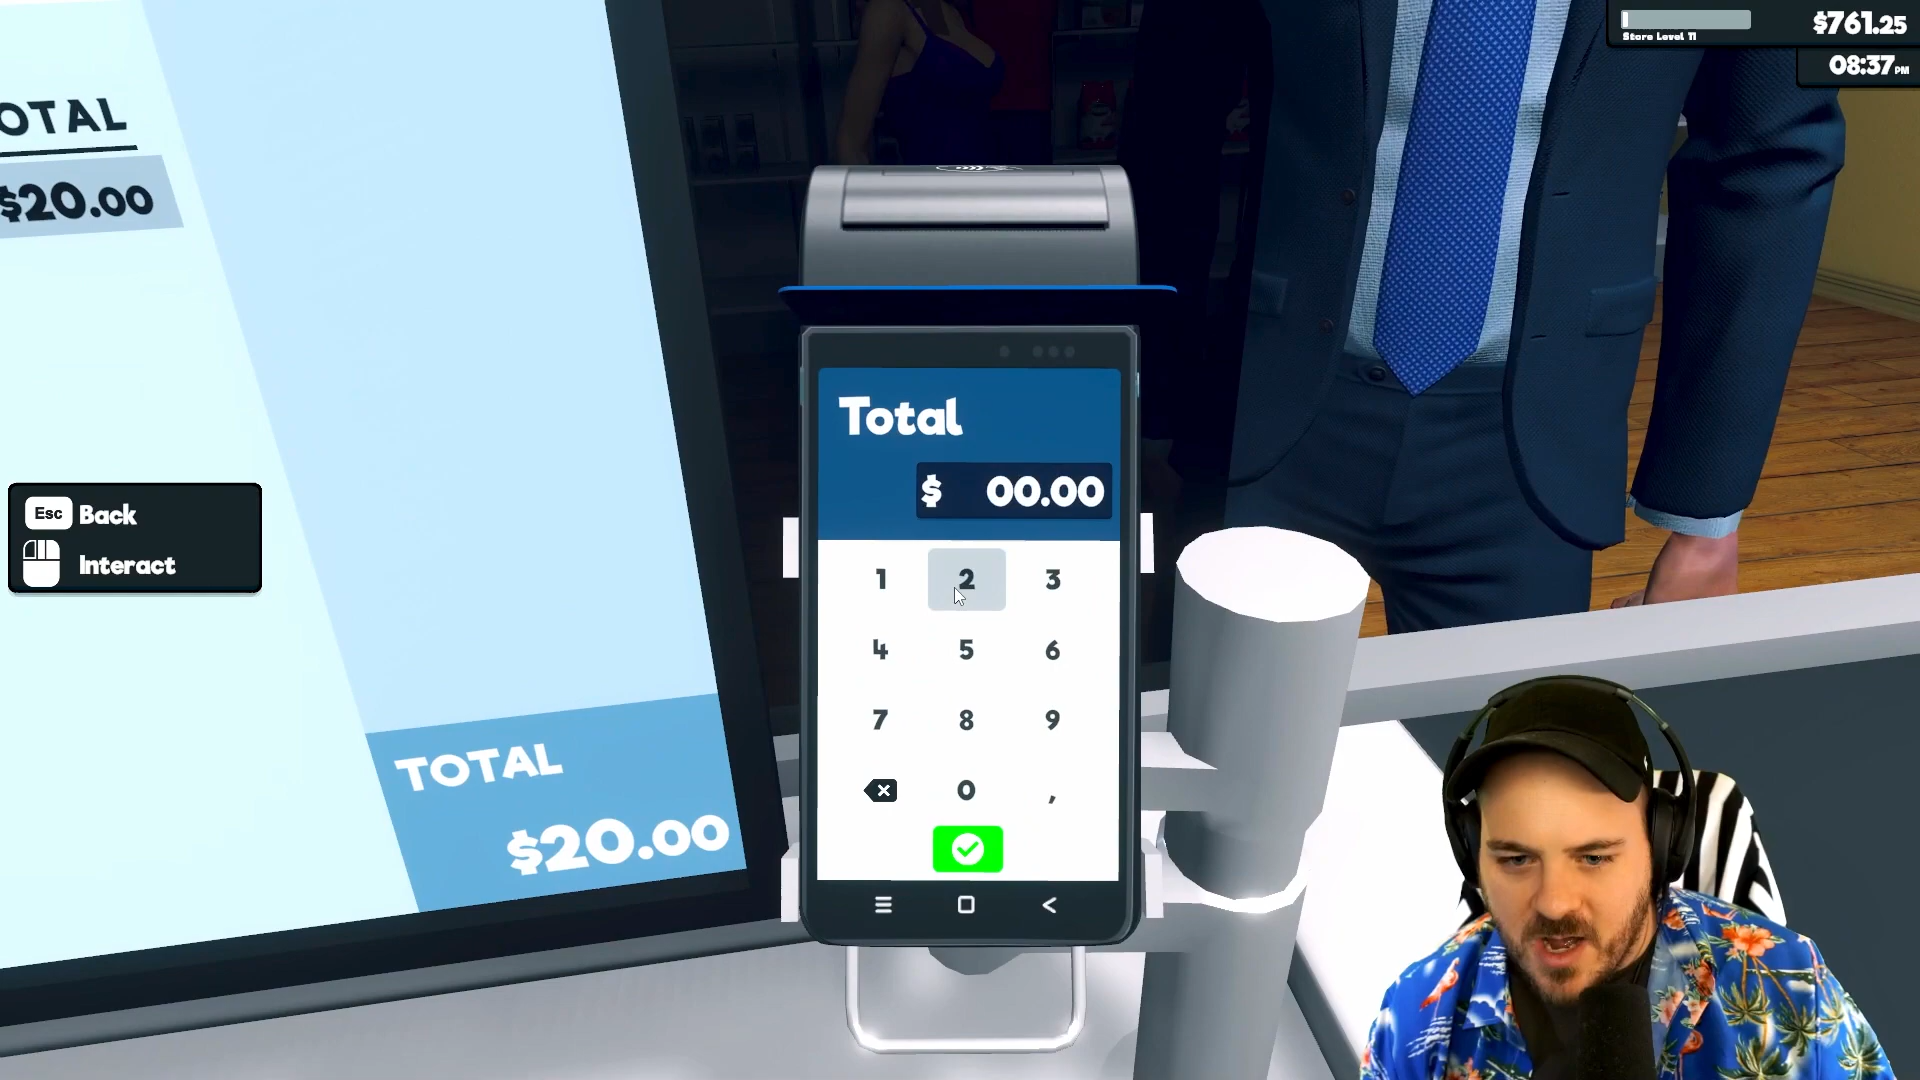 $761.25
Store Level 11
08:37PM
OTAL
$20.00
Total
$ 00.00
Esc Back
Interact
1 2 3
4 5 6
7 8 9
0 ,
TOTAL
$20.00